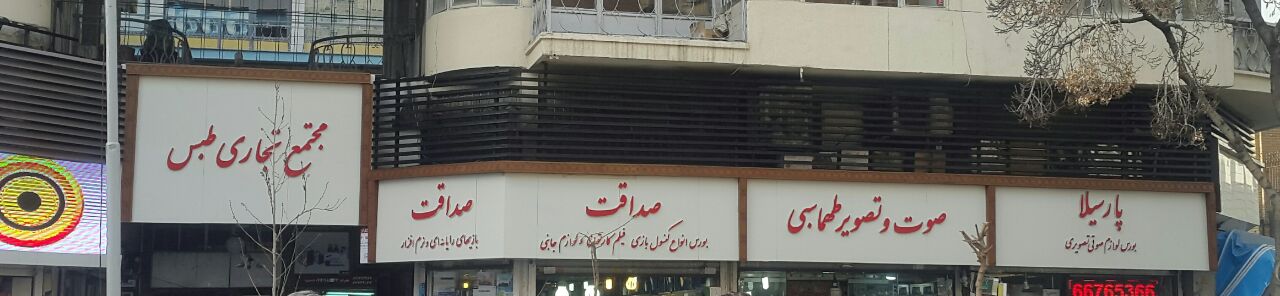 پارسیلا
بورس لوازم صوتی تصویری
66765366
صوت و تصویر طهماسبی
صداقت
بورس انواع کنسول بازی فیلم کارتون و لوازم جانبی
صداقت
بازیهای رایانه ای و نرم افزار
مجتمع تجاری طبس